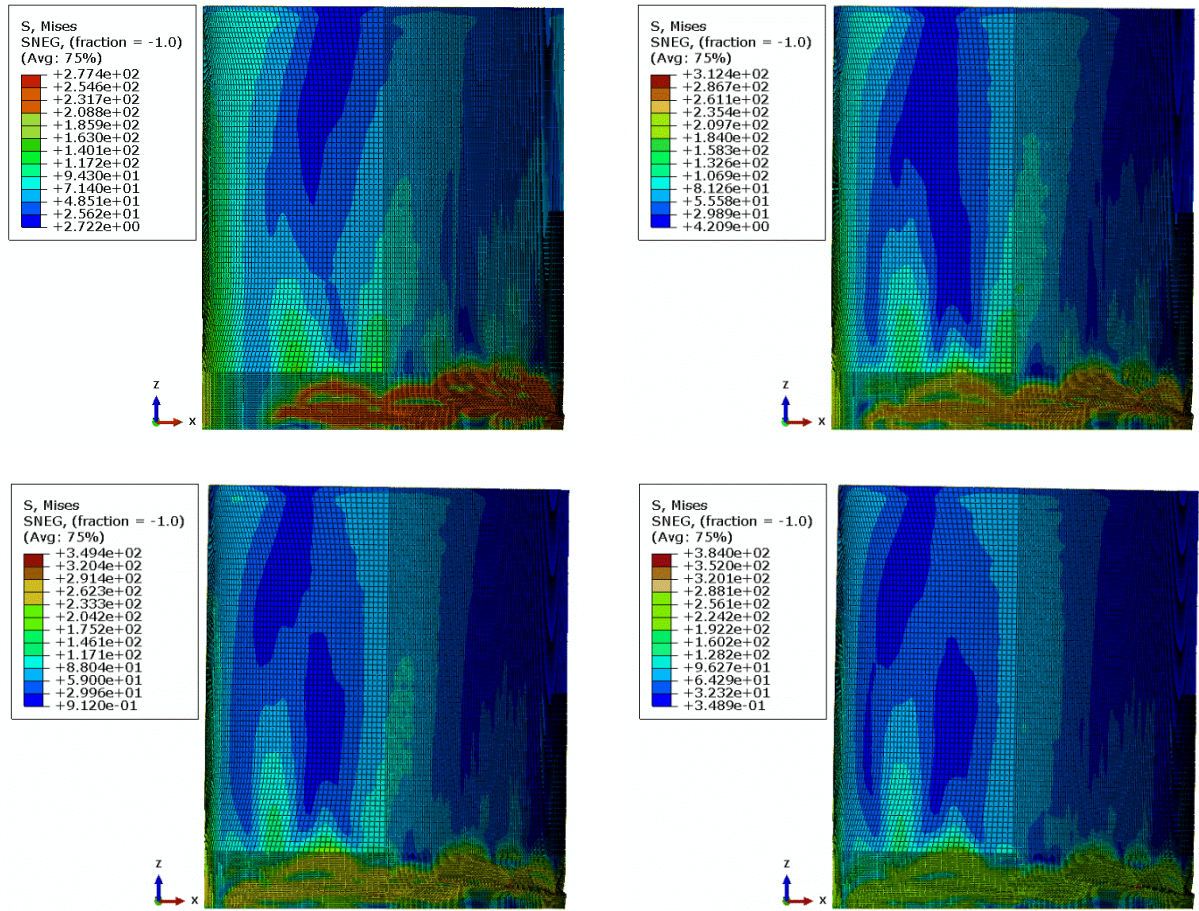 S, Mises
SNEG, (fraction = -1.0)
(Avg: 75%)
+2.774e+02
+2.546e+02
+2.317e+02
+2.088e+02
+1.859e+02
+1.630e+02
+1.401e+02
+1.172e+02
+9.430e+01
+7.140e+01
+4.851e+01
+2.562e+01
+2.722e+00
z
x
S, Mises
SNEG, (fraction = -1.0)
(Avg: 75%)
+3.124e+02
+2.867e+02
+2.611e+02
+2.354e+02
+2.097e+02
+1.840e+02
+1.583e+02
+1.326e+02
+1.069e+02
+8.126e+01
+5.558e+01
+2.989e+01
+4.209e+00
z
x
S, Mises
SNEG, (fraction = -1.0)
(Avg: 75%)
+3.494e+02
+3.204e+02
+2.914e+02
+2.623e+02
+2.333e+02
+2.042e+02
+1.752e+02
+1.461e+02
+1.171e+02
+8.804e+01
+5.900e+01
+2.996e+01
+9.120e-01
z
x
S, Mises
SNEG, (fraction = -1.0)
(Avg: 75%)
+3.840e+02
+3.520e+02
+3.201e+02
+2.881e+02
+2.561e+02
+2.242e+02
+1.922e+02
+1.602e+02
+1.282e+02
+9.627e+01
+6.429e+01
+3.232e+01
+3.489e-01
z
x